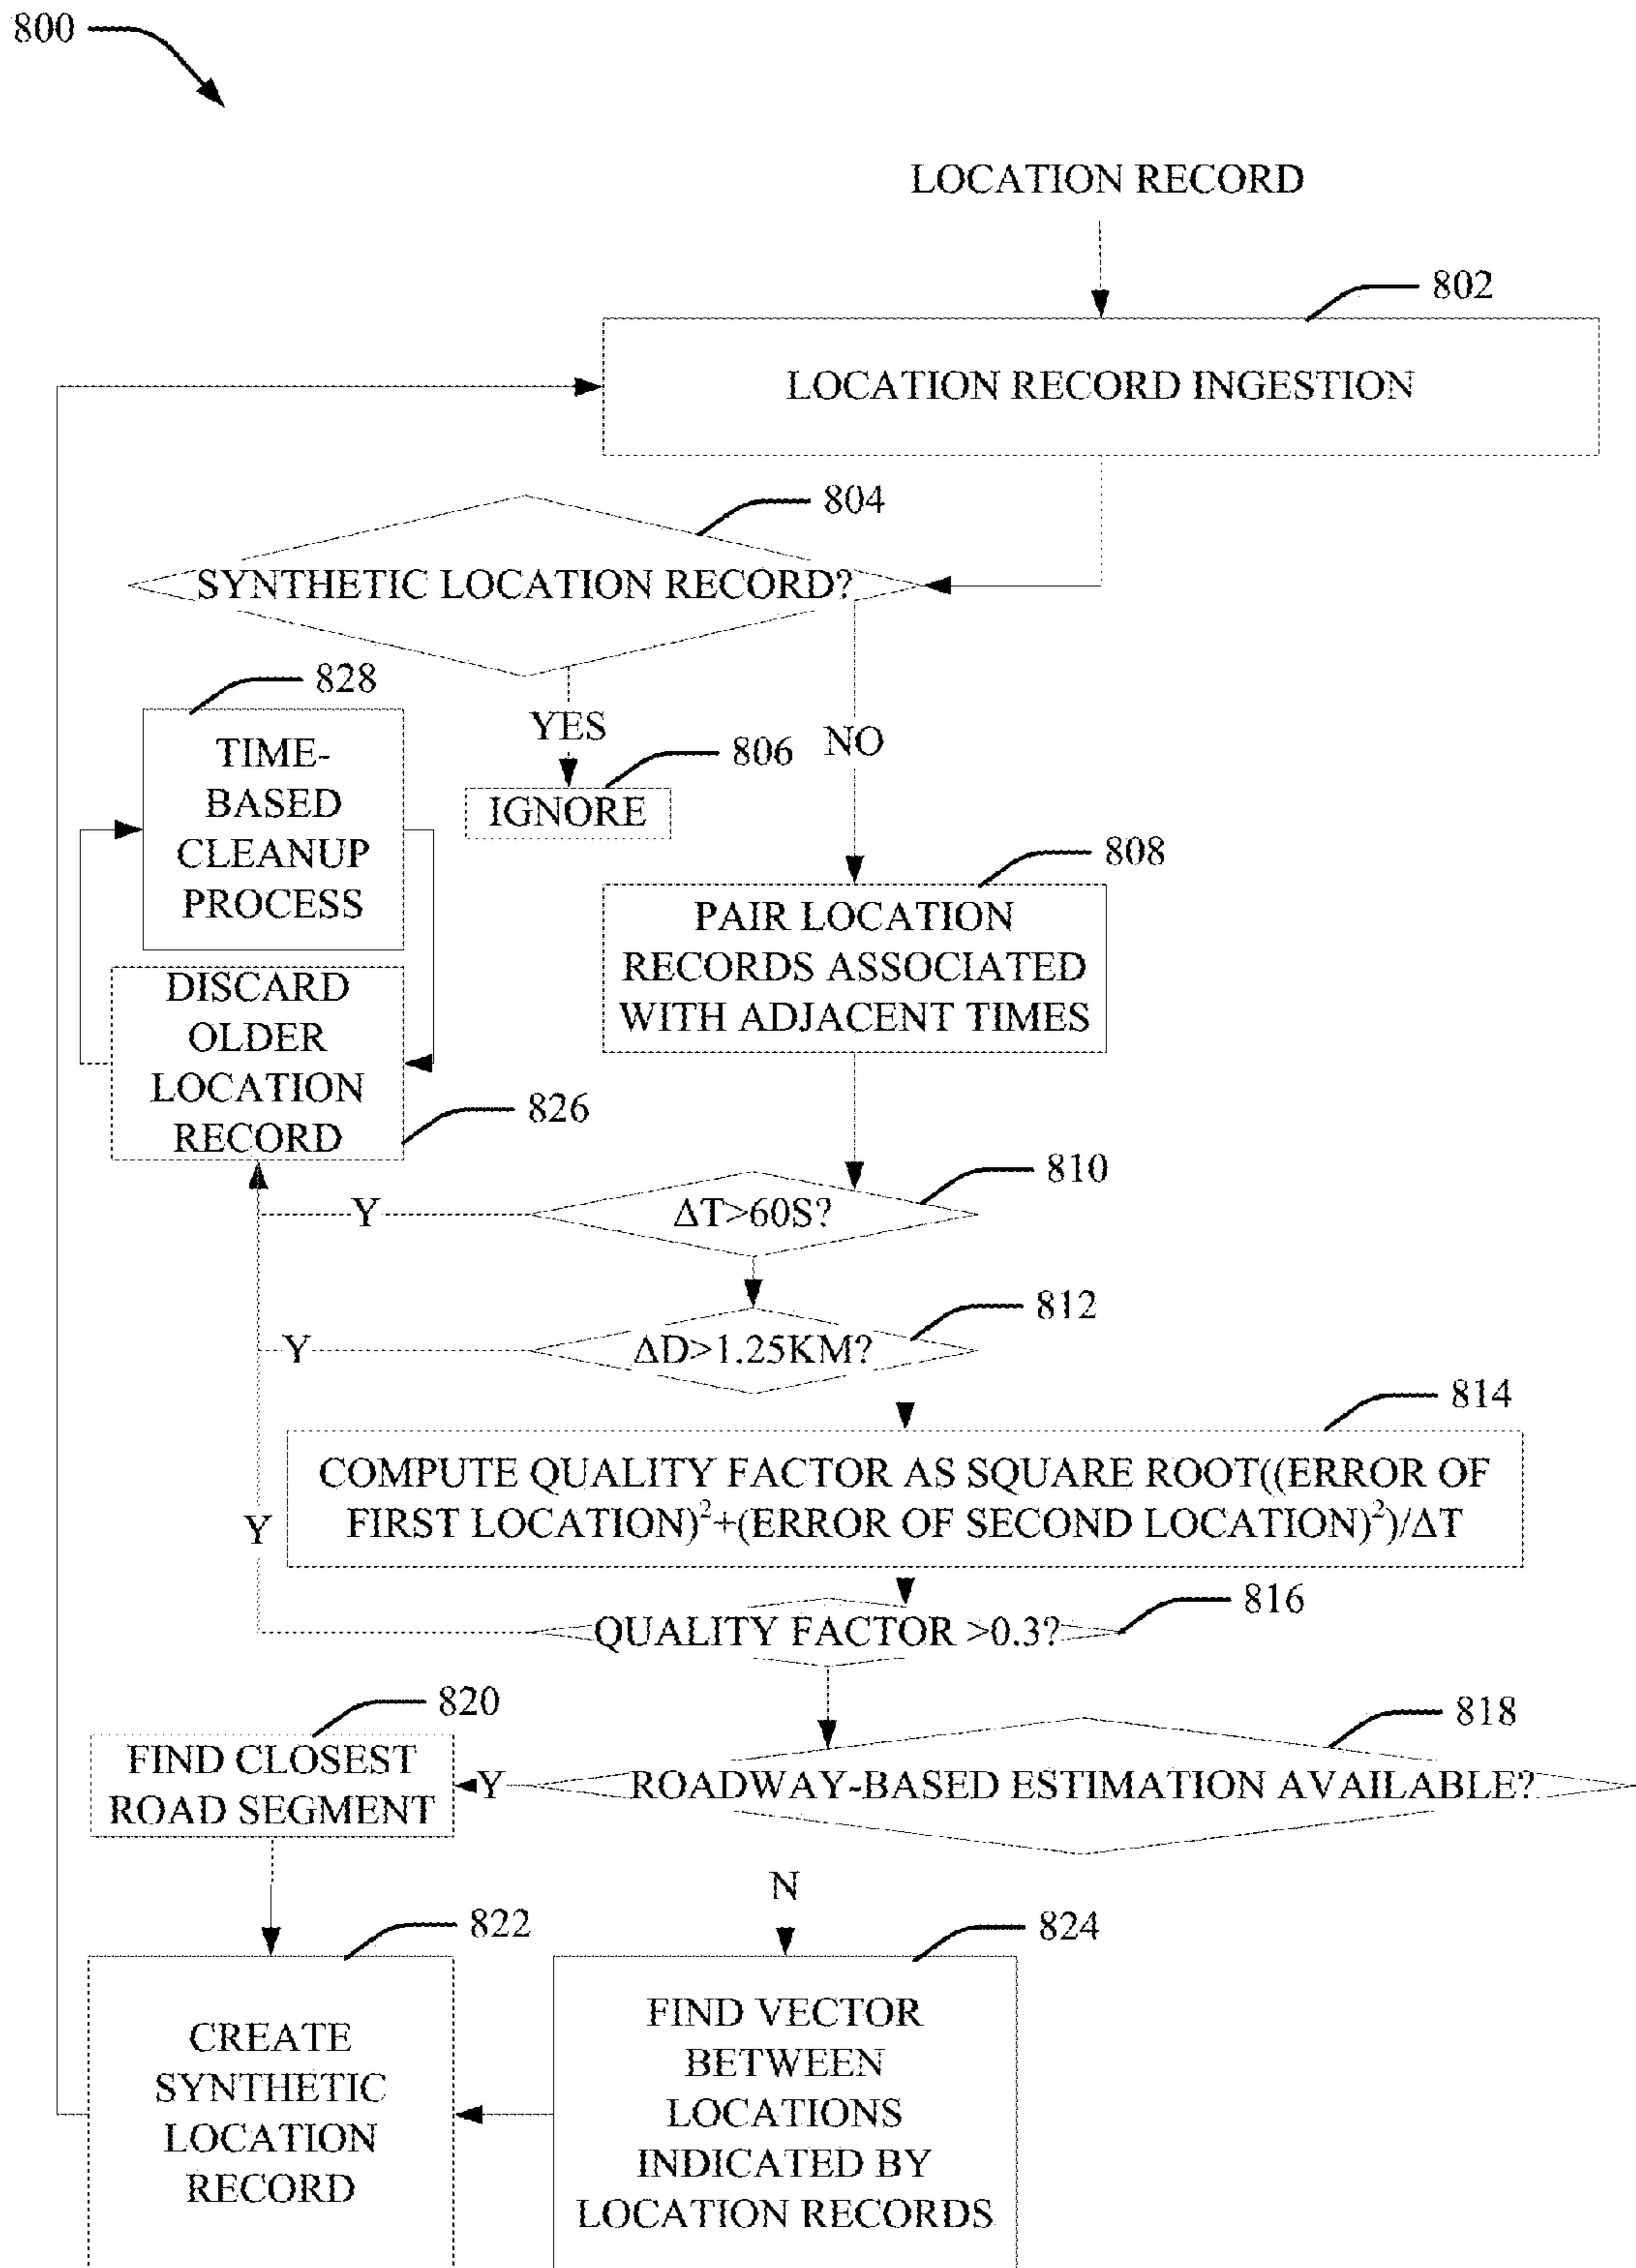 800
LOCATION RECORD
802
LOCATION RECORD INGESTION
804
SYNTHETIC LOCATION RECORD?
828
TIME-
BASED
CLEANUP
PROCESS
YES
NO
806
IGNORE
808
PAIR LOCATION
RECORDS ASSOCIATED
WITH ADJACENT TIMES
DISCARD
OLDER
LOCATION
RECORD
826
810
Y
ΔT>60S?
812
Y
ΔD>1.25KM?
814
COMPUTE QUALITY FACTOR AS SQUARE ROOT((ERROR OF
FIRST LOCATION)²+(ERROR OF SECOND LOCATION)²)/ΔT
Y
816
QUALITY FACTOR >0.3?
820
818
FIND CLOSEST
ROAD SEGMENT
Y
ROADWAY-BASED ESTIMATION AVAILABLE?
N
822
824
CREATE
SYNTHETIC
LOCATION
RECORD
FIND VECTOR
BETWEEN
LOCATIONS
INDICATED BY
LOCATION RECORDS